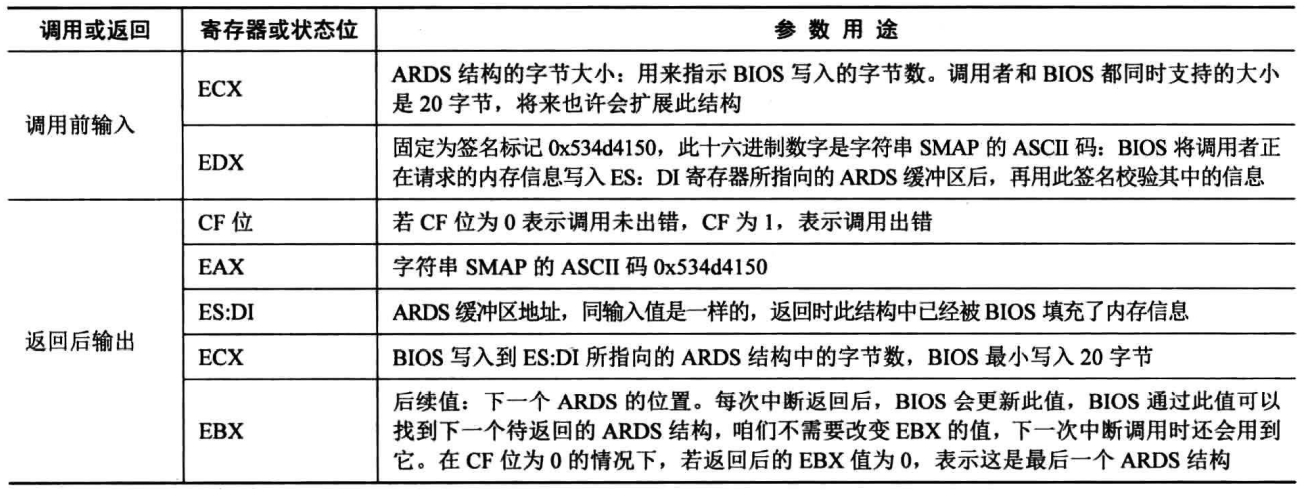 调用或返回 寄存器或状态位 参 数 用 途
调用前输入
ECX
ARDS 结构的字节大小：用来指示 BIOS 写入的字节数。调用者和 BIOS 都同时支持的大小
是 20 字节，将来也许会扩展此结构
EDX
固定为签名标记 0x534d4150，此十六进制数字是字符串 SMAP 的 ASCII 码：BIOS 将调用者正
在请求的内存信息写入 ES：DI 寄存器所指向的 ARDS 缓冲区后，再用此签名校验其中的信息
返回后输出
CF 位 若 CF 位为 0 表示调用未出错，CF 为 1，表示调用出错
EAX 字符串 SMAP 的 ASCII 码 0x534d4150
ES:DI ARDS 缓冲区地址，同输入值是一样的，返回时此结构中已经被 BIOS 填充了内存信息
ECX BIOS 写入到 ES:DI 所指向的 ARDS 结构中的字节数，BIOS 最小写入 20 字节
EBX
后续值：下一个 ARDS 的位置。每次中断返回后，BIOS 会更新此值，BIOS 通过此值可以
找到下一个待返回的 ARDS 结构，咱们不需要改变 EBX 的值，下一次中断调用时还会用到
它。在 CF 位为 0 的情况下，若返回后的 EBX 值为 0，表示这是最后一个 ARDS 结构